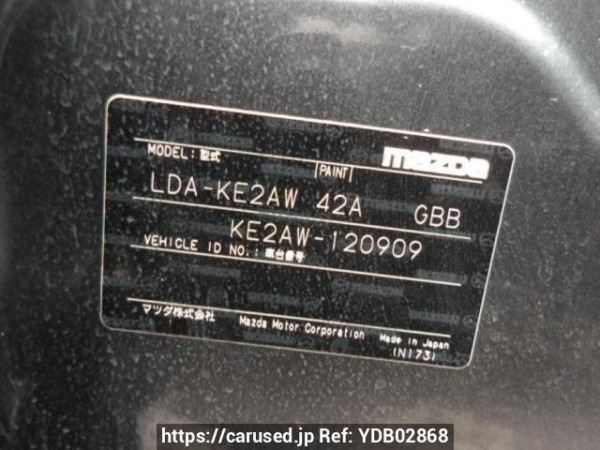 mazda
MODEL: 型式 PAINT
LDA-KE2AW 42A GBB
KE2AW-120909
VEHICLE ID NO.: 車台番号
マツダ株式会社 Mazda Motor Corporation Made in Japan
(N173)
https://carused.jp Ref: YDB02868